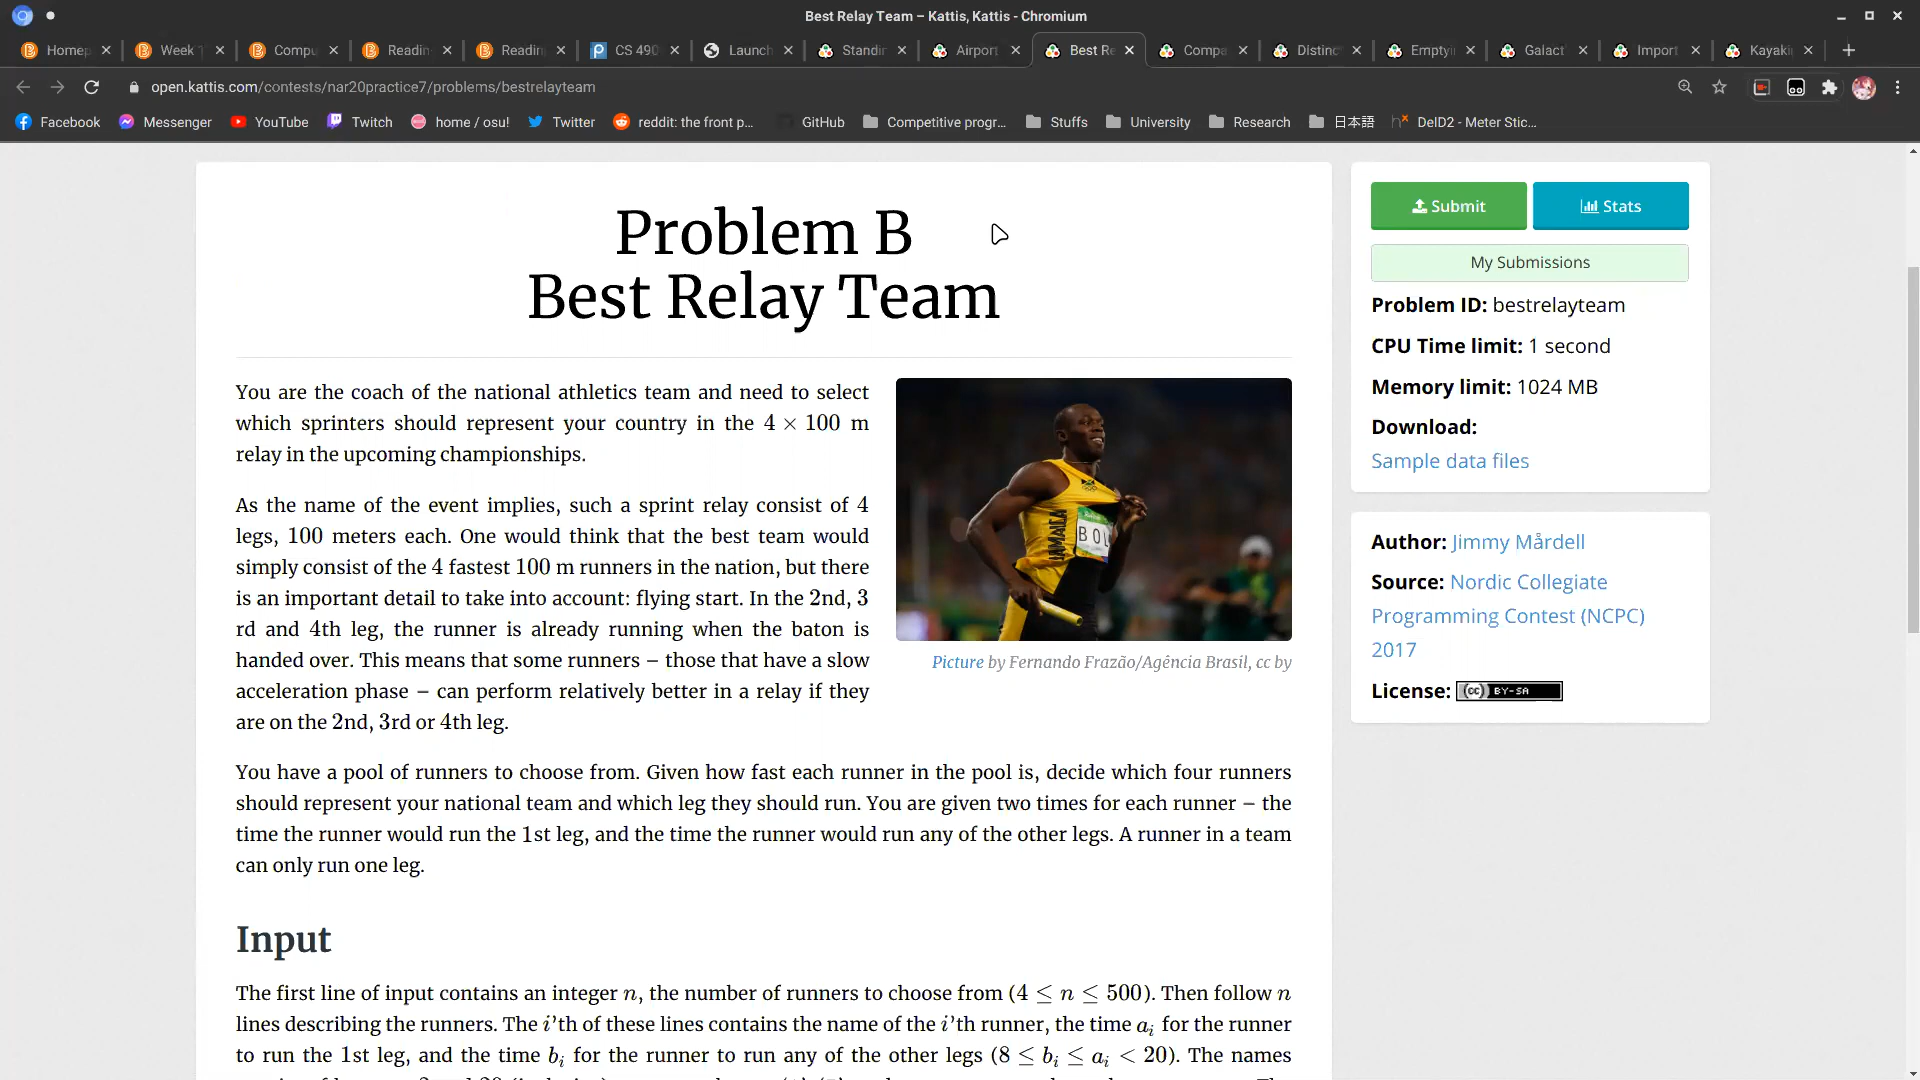 Best Relay Team – Kattis, Kattis - Chromium
Homep
Week 1
Compu
Readin
Readin
CS 490
Launch
Standin
Airport
Best Re
Compa
Distinc
Emptyi
Galact
Import
Kayaki
open.kattis.com/contests/nar20practice7/problems/bestrelayteam
Facebook
Messenger
YouTube
Twitch
home / osu!
Twitter
reddit: the front p...
GitHub
Competitive progr...
Stuffs
University
Research
日本語
DelD2 - Meter Stic...
Problem B
Best Relay Team
You are the coach of the national athletics team and need to select
which sprinters should represent your country in the 4 × 100 m
relay in the upcoming championships.
As the name of the event implies, such a sprint relay consist of 4
legs, 100 meters each. One would think that the best team would
simply consist of the 4 fastest 100 m runners in the nation, but there
is an important detail to take into account: flying start. In the 2nd, 3
rd and 4th leg, the runner is already running when the baton is
handed over. This means that some runners – those that have a slow
acceleration phase – can perform relatively better in a relay if they
are on the 2nd, 3rd or 4th leg.
JAMAICA
BOL
Picture by Fernando Frazão/Agência Brasil, cc by
You have a pool of runners to choose from. Given how fast each runner in the pool is, decide which four runners
should represent your national team and which leg they should run. You are given two times for each runner – the
time the runner would run the 1st leg, and the time the runner would run any of the other legs. A runner in a team
can only run one leg.
Input
The first line of input contains an integer n, the number of runners to choose from (4 ≤ n ≤ 500). Then follow n
lines describing the runners. The i'th of these lines contains the name of the i'th runner, the time aᵢ for the runner
to run the 1st leg, and the time bᵢ for the runner to run any of the other legs (8 ≤ bᵢ ≤ aᵢ < 20). The names
Submit
Stats
My Submissions
Problem ID: bestrelayteam
CPU Time limit: 1 second
Memory limit: 1024 MB
Download:
Sample data files
Author: Jimmy Mårdell
Source: Nordic Collegiate
Programming Contest (NCPC)
2017
License: cc BY-SA